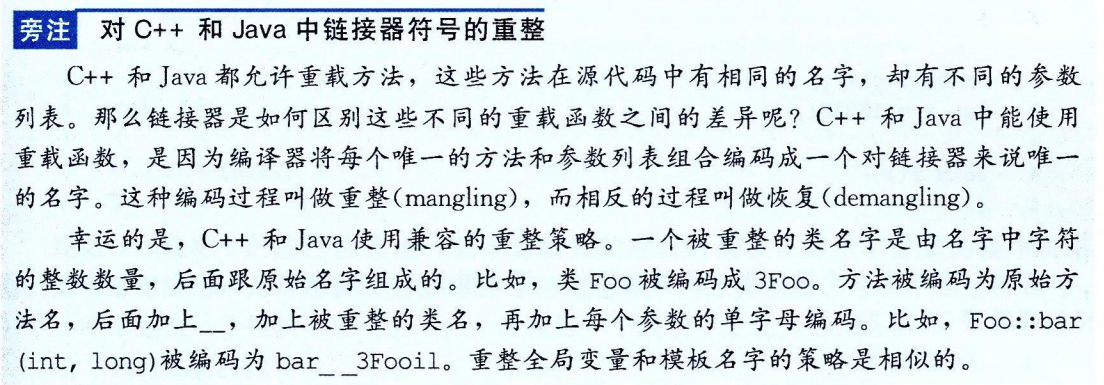 旁注 对 C++ 和 Java 中链接器符号的重整
C++ 和 Java 都允许重载方法，这些方法在源代码中有相同的名字，却有不同的参数
列表。那么链接器是如何区别这些不同的重载函数之间的差异呢？C++ 和 Java 中能使用
重载函数，是因为编译器将每个唯一的方法和参数列表组合编码成一个对链接器来说唯一
的名字。这种编码过程叫做重整(mangling)，而相反的过程叫做恢复(demangling)。
幸运的是，C++ 和 Java 使用兼容的重整策略。一个被重整的类名字是由名字中字符
的整数数量，后面跟原始名字组成的。比如，类 Foo 被编码成 3Foo。方法被编码为原始方
法名，后面加上__，加上被重整的类名，再加上每个参数的单字母编码。比如，Foo::bar
(int, long)被编码为 bar_ _3Fooil。重整全局变量和模板名字的策略是相似的。